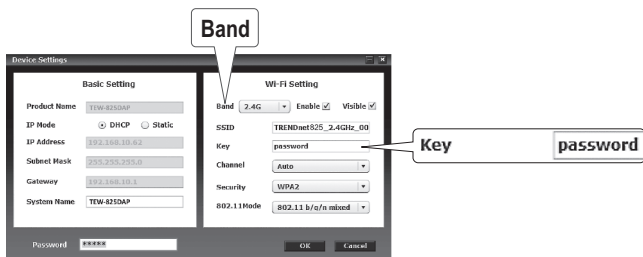 Band
Device Settings
Basic Setting
Product Name TEW-825DAP
IP Mode DHCP Static
IP Address 192.168.10.62
Subnet Mask 255.255.255.0
Gateway 192.168.10.1
System Name TEW-825DAP
Wi-Fi Setting
Band 2.4G Enable Visible
SSID TRENDnet825_2.4GHz_00
Key password
Channel Auto
Security WPA2
802.11Mode 802.11 b/g/n mixed
Key password
Password *****
OK Cancel